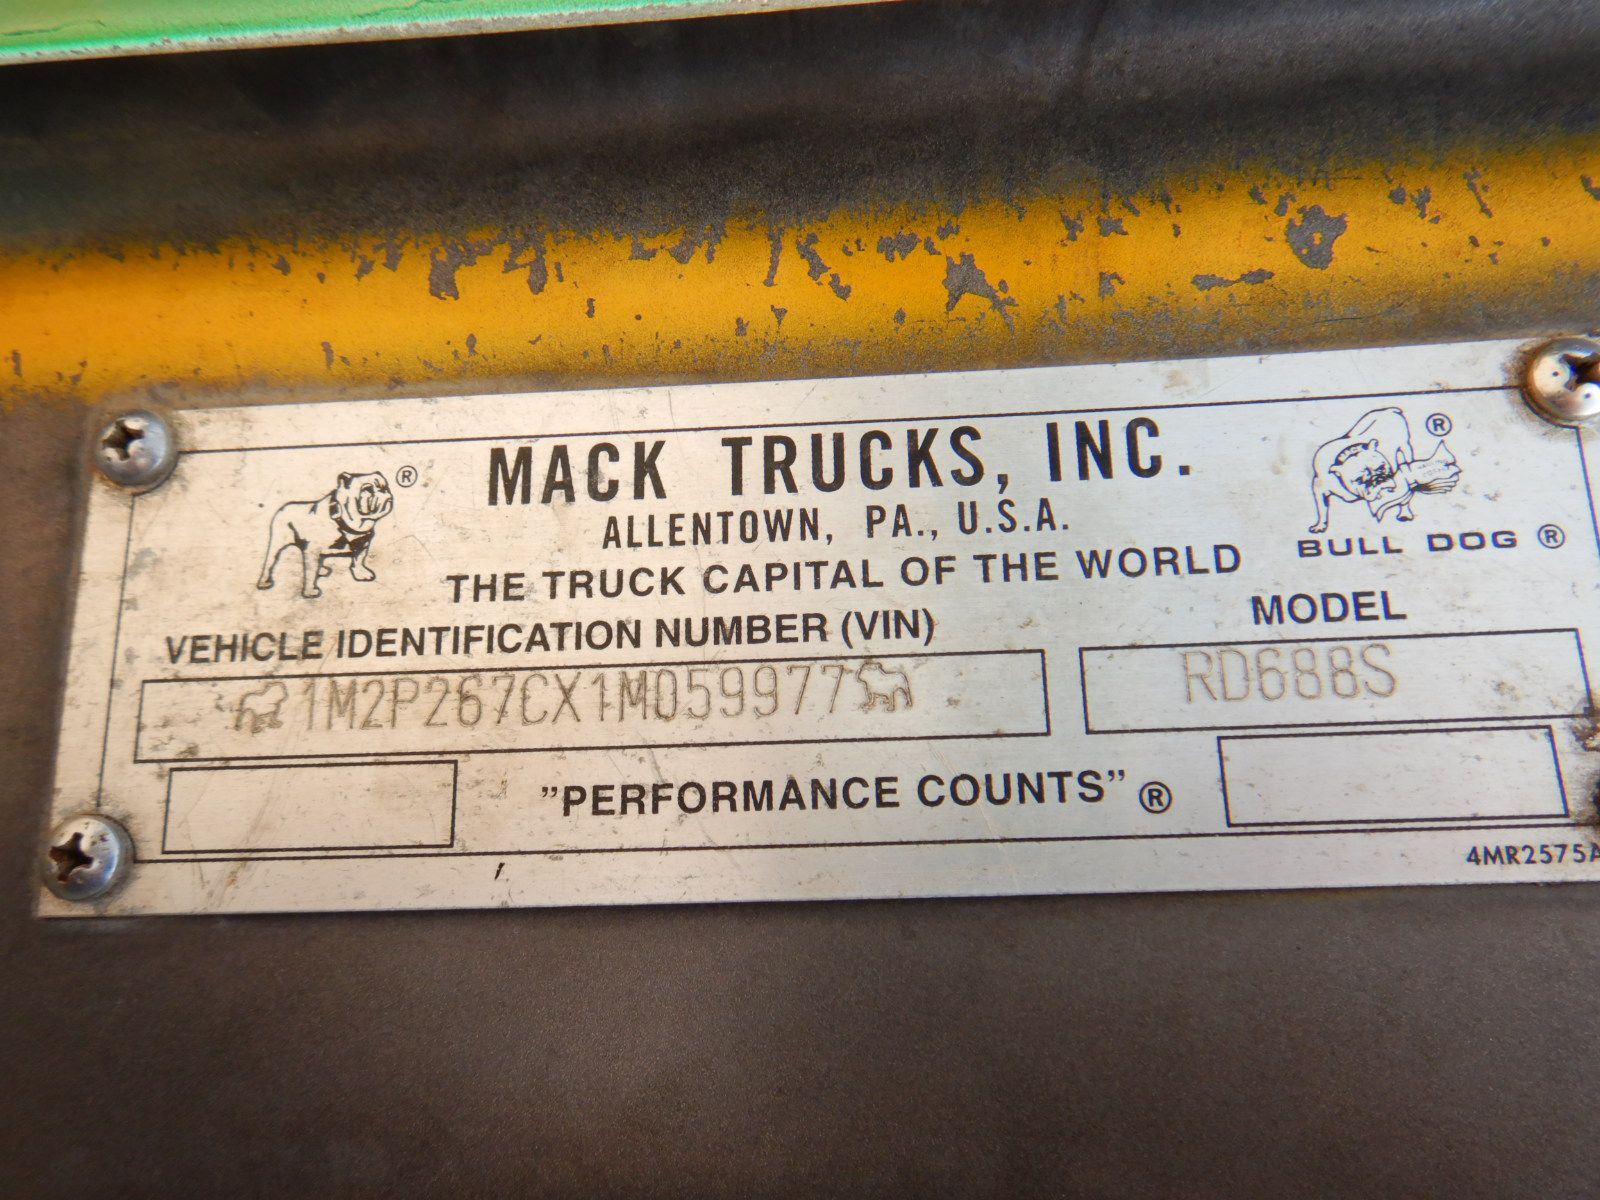 MACK TRUCKS, INC.
ALLENTOWN, PA., U.S.A.
THE TRUCK CAPITAL OF THE WORLD
® BULL DOG ®
®
VEHICLE IDENTIFICATION NUMBER (VIN)
MODEL
1M2P267CX1M059977
RD688S
"PERFORMANCE COUNTS" ®
4MR2575A